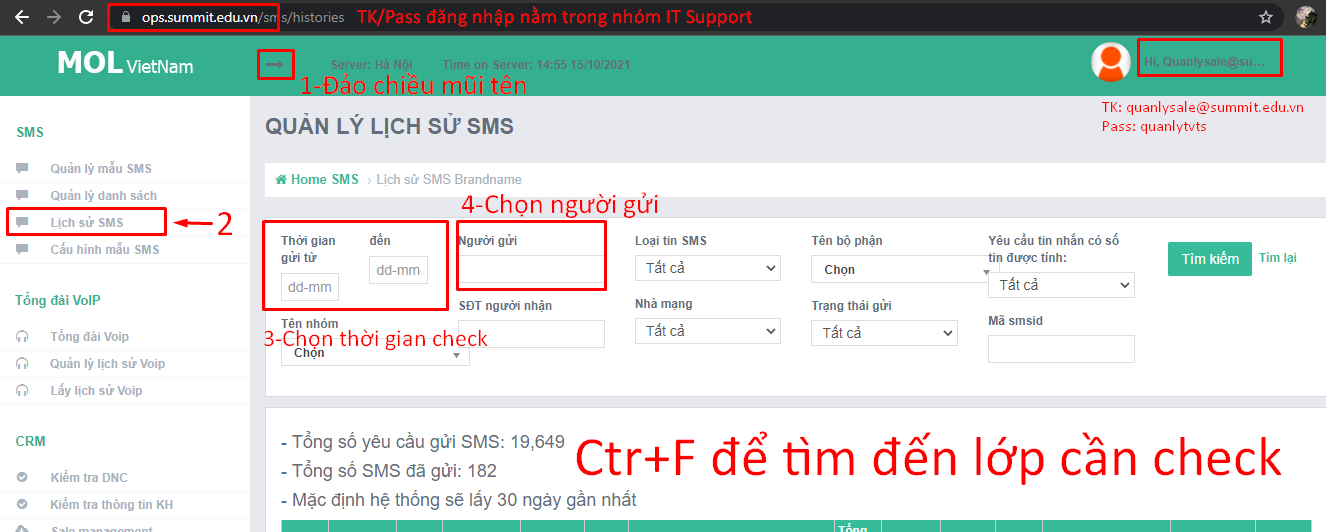 ops.summit.edu.vn/sms/histories TK/Pass đăng nhập nằm trong nhóm IT Support
MOL VietNam
Server: Hà Nội Time on Server: 14:55 15/10/2021
Hi, Quanlysale@su...
1-Đảo chiều mũi tên
TK: quanlysale@summit.edu.vn
Pass: quanlytvts
SMS
Quản lý mẫu SMS
Quản lý danh sách
Lịch sử SMS
2
Cấu hình mẫu SMS
Tổng đài VoIP
Tổng đài Voip
Quản lý lịch sử Voip
Lấy lịch sử Voip
CRM
Kiểm tra DNC
Kiểm tra thông tin KH
Sale management
QUẢN LÝ LỊCH SỬ SMS
Home SMS › Lịch sử SMS Brandname
4-Chọn người gửi
Thời gian gửi từ
dd-mm
đến
dd-mm
Người gửi
Loại tin SMS
Tất cả
Tên bộ phận
Chọn
Yêu cầu tin nhắn có số tin được tính:
Tất cả
Tìm kiếm
Tìm lại
Tên nhóm
3-Chọn thời gian check
Chọn
SĐT người nhận
Nhà mạng
Tất cả
Trạng thái gửi
Tất cả
Mã smsid
- Tổng số yêu cầu gửi SMS: 19,649
- Tổng số SMS đã gửi: 182
- Mặc định hệ thống sẽ lấy 30 ngày gần nhất
Ctr+F để tìm đến lớp cần check
Tổng